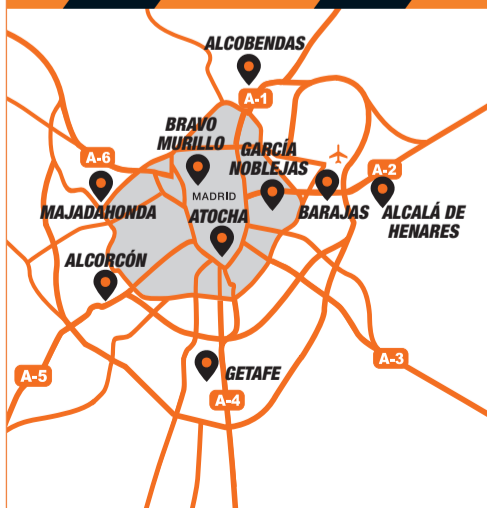 ALCOBENDAS
A-1
BRAVO
MURILLO
GARCÍA
NOBLEJAS
A-6
A-2
MADRID
MAJADAHONDA
ATOCHA
BARAJAS
ALCALÁ DE
HENARES
ALCORCÓN
A-3
A-5
GETAFE
A-4